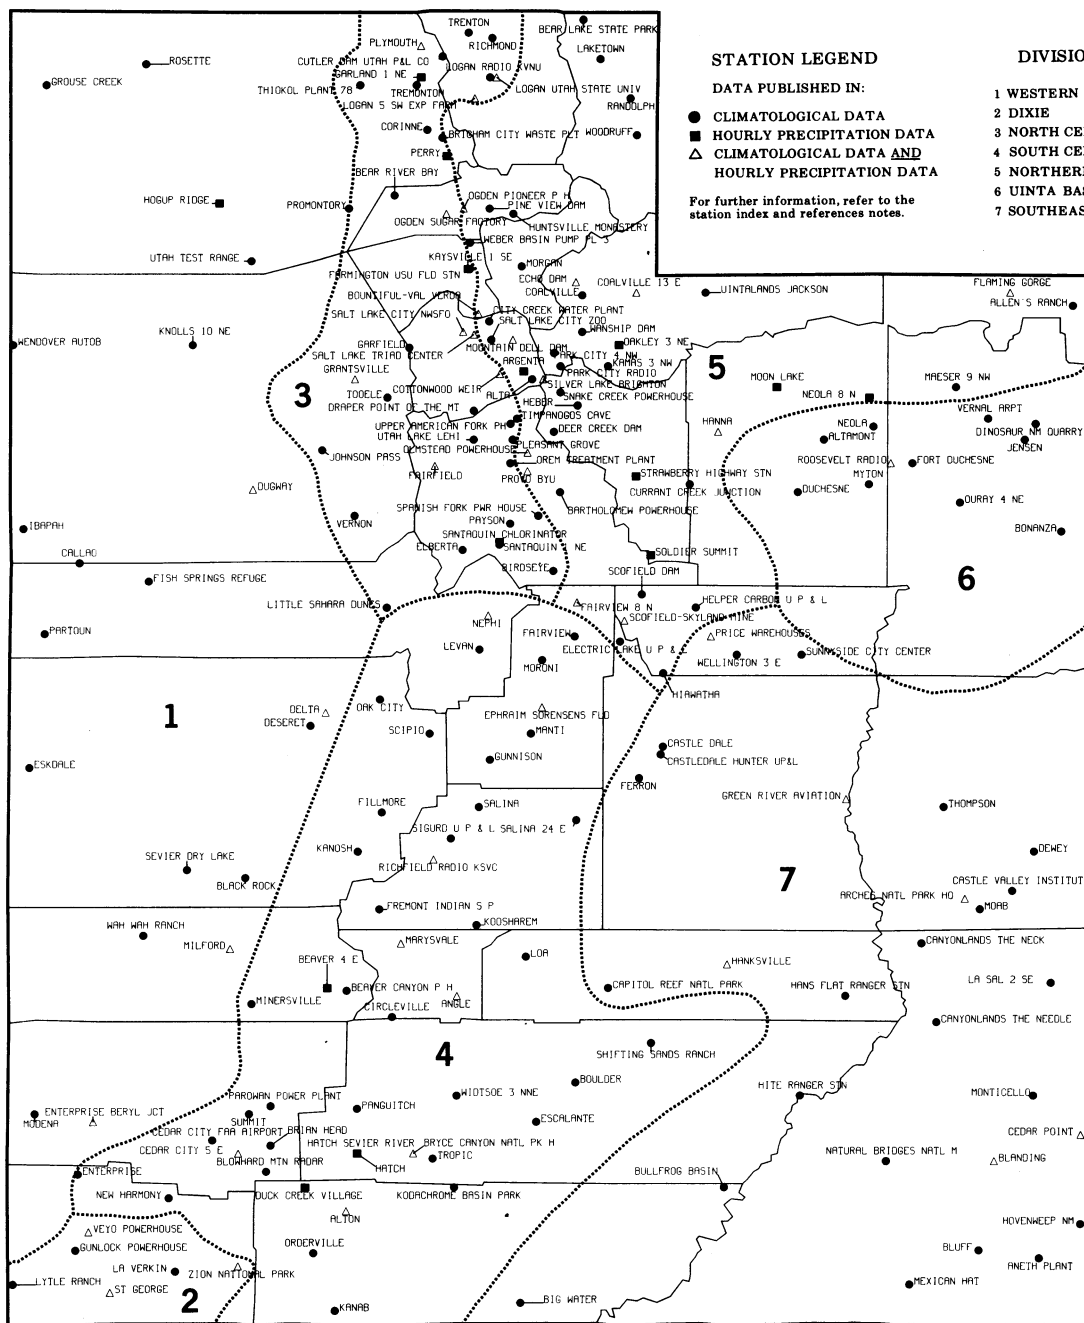 STATION LEGEND
DATA PUBLISHED IN:
CLIMATOLOGICAL DATA
HOURLY PRECIPITATION DATA
CLIMATOLOGICAL DATA AND
HOURLY PRECIPITATION DATA
For further information, refer to the
station index and references notes.
DIVISIO
1 WESTERN
2 DIXIE
3 NORTH CE
4 SOUTH CE
5 NORTHERN
6 UINTA BAS
7 SOUTHEAS
TRENTON
BEAR LAKE STATE PARK
PLYMOUTH
RICHMOND
LAKETOWN
ROSETTE
CUTLER DAM UTAH P&L CO
LOGAN RADIO KVNU
GARLAND 1 NE
GROUSE CREEK
THIOKOL PLANT 78
TREMONTON
LOGAN UTAH STATE UNIV
LOGAN 5 SW EXP FARM
RANDOLPH
CORINNE
BRIGHAM CITY WASTE PLT
WOODRUFF
PERRY
BEAR RIVER BAY
OGDEN PIONEER P H
HOGUP RIDGE
PROMONTORY
PINE VIEW DAM
OGDEN SUGAR FACTORY
HUNTSVILLE MONASTERY
WEBER BASIN PUMP PL 3
UTAH TEST RANGE
KAYSVILLE 1 SE
MORGAN
FARMINGTON USU FLD STN
ECHO DAM
COALVILLE 13 E
FLAMING GORGE
BOUNTIFUL-VAL VERDA
COALVILLE
UINTALANDS JACKSON
ALLEN'S RANCH
SALT LAKE CITY NWSFO
CITY CREEK WATER PLANT
SALT LAKE CITY ZOO
KNOLLS 10 NE
WANSHIP DAM
WENDOVER AUTOB
GARFIELD
MOUNTAIN DELL DAM
OAKLEY 3 NE
SALT LAKE TRIAD CENTER
PARK CITY 4 NW
5
GRANTSVILLE
ARGENTA
KAMAS 3 NW
PARK CITY RADIO
MOON LAKE
MAESER 9 NW
3
TOOELE
COTTONWOOD WEIR
ALTA
SILVER LAKE BRIGHTON
SNAKE CREEK POWERHOUSE
NEOLA 8 N
DRAPER POINT OF THE MT
HEBER
TIMPANOGOS CAVE
HANNA
VERNAL ARPT
UPPER AMERICAN FORK PH
DEER CREEK DAM
NEOLA
DINOSAUR NM QUARRY
UTAH LAKE LEHI
PLEASANT GROVE
ALTAMONT
JENSEN
OLMSTEAD POWERHOUSE
JOHNSON PASS
OREM TREATMENT PLANT
ROOSEVELT RADIO
FORT DUCHESNE
FAIRFIELD
PROVO BYU
STRAWBERRY HIGHWAY STN
MYTON
DUGWAY
CURRANT CREEK JUNCTION
DUCHESNE
OURAY 4 NE
SPANISH FORK PWR HOUSE
BARTHOLOMEW POWERHOUSE
VERNON
PAYSON
IBAPAH
BONANZA
SANTAQUIN CHLORINATOR
ELBERTA
SANTAQUIN 1 NE
SOLDIER SUMMIT
CALLAO
BIRDSEYE
SCOFIELD DAM
6
FISH SPRINGS REFUGE
LITTLE SAHARA DUNES
FAIRVIEW 8 N
HELPER CARBON U P & L
NEPHI
SCOFIELD-SKYLAND MINE
PARTOUN
FAIRVIEW
PRICE WAREHOUSES
LEVAN
ELECTRIC LAKE U P & L
SUNNYSIDE CITY CENTER
MORONI
WELLINGTON 3 E
HIAWATHA
1
OAK CITY
DELTA
EPHRAIM SORENSENS FLD
DESERET
SCIPIO
MANTI
CASTLE DALE
GUNNISON
CASTLEDALE HUNTER UP&L
ESKDALE
FERRON
GREEN RIVER AVIATION
FILLMORE
SALINA
THOMPSON
SIGURD U P & L
SALINA 24 E
SEVIER DRY LAKE
KANOSH
RICHFIELD RADIO KSVC
DEWEY
BLACK ROCK
7
CASTLE VALLEY INSTITUT
ARCHES NATL PARK HQ
FREMONT INDIAN S P
MOAB
WAH WAH RANCH
KOOSHAREM
MILFORD
MARYSVALE
CANYONLANDS THE NECK
BEAVER 4 E
LOA
HANKSVILLE
LA SAL 2 SE
BEAVER CANYON P H
CAPITOL REEF NATL PARK
HANS FLAT RANGER STN
MINERSVILLE
ANGLE
CIRCLEVILLE
CANYONLANDS THE NEEDLE
4
SHIFTING SANDS RANCH
BOULDER
HITE RANGER STN
PAROWAN POWER PLANT
WIDTSOE 3 NNE
MONTICELLO
ENTERPRISE BERYL JCT
PANGUITCH
MODENA
SUMMIT
ESCALANTE
CEDAR POINT
CEDAR CITY FAA AIRPORT
BRIAN HEAD
HATCH SEVIER RIVER
BRYCE CANYON NATL PK H
CEDAR CITY 5 E
TROPIC
NATURAL BRIDGES NATL M
BLANDING
BLOWHARD MTN RADAR
HATCH
ENTERPRISE
BULLFROG BASIN
NEW HARMONY
DUCK CREEK VILLAGE
KODACHROME BASIN PARK
ALTON
VEYO POWERHOUSE
HOVENWEEP NM
GUNLOCK POWERHOUSE
ORDERVILLE
BLUFF
LA VERKIN
ZION NATIONAL PARK
ANETH PLANT
LYTLE RANCH
ST GEORGE
MEXICAN HAT
2
KANAB
BIG WATER